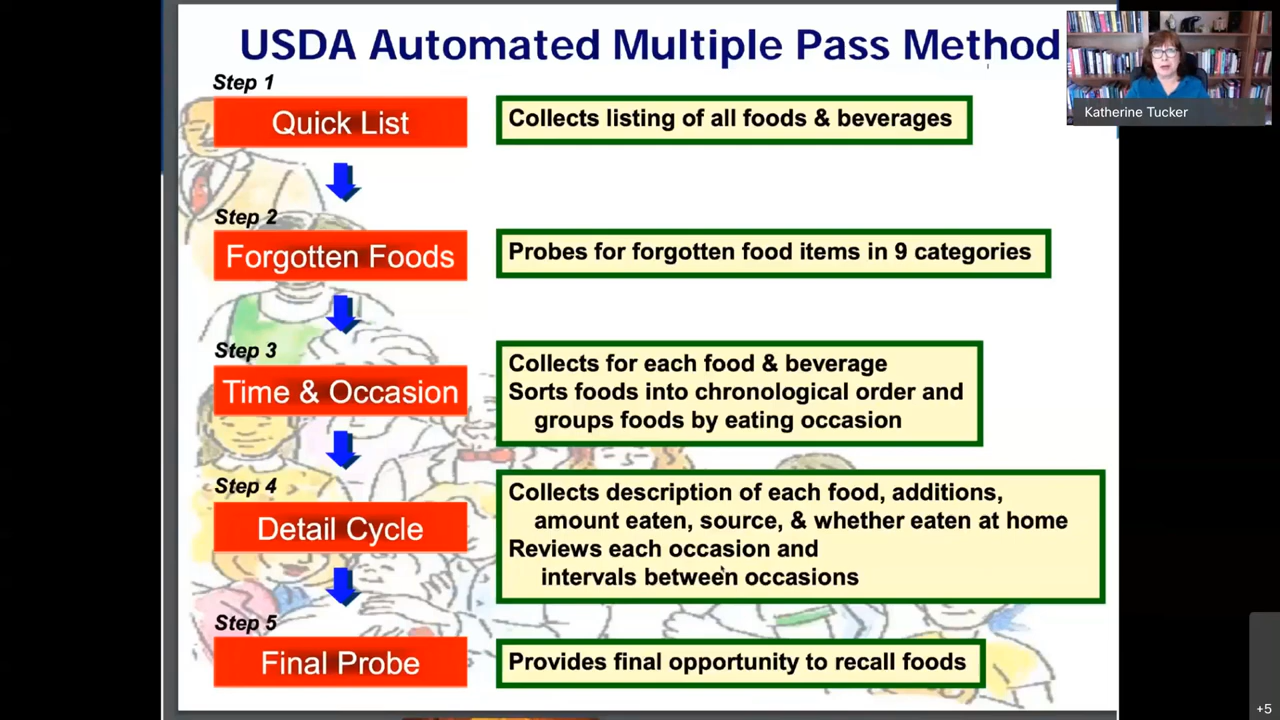 USDA Automated Multiple Pass Method
Katherine Tucker
Step 1
Quick List
Collects listing of all foods & beverages
Step 2
Forgotten Foods
Probes for forgotten food items in 9 categories
Step 3
Time & Occasion
Collects for each food & beverage
Sorts foods into chronological order and
groups foods by eating occasion
Step 4
Detail Cycle
Collects description of each food, additions,
amount eaten, source, & whether eaten at home
Reviews each occasion and
intervals between occasions
Step 5
Final Probe
Provides final opportunity to recall foods
+5